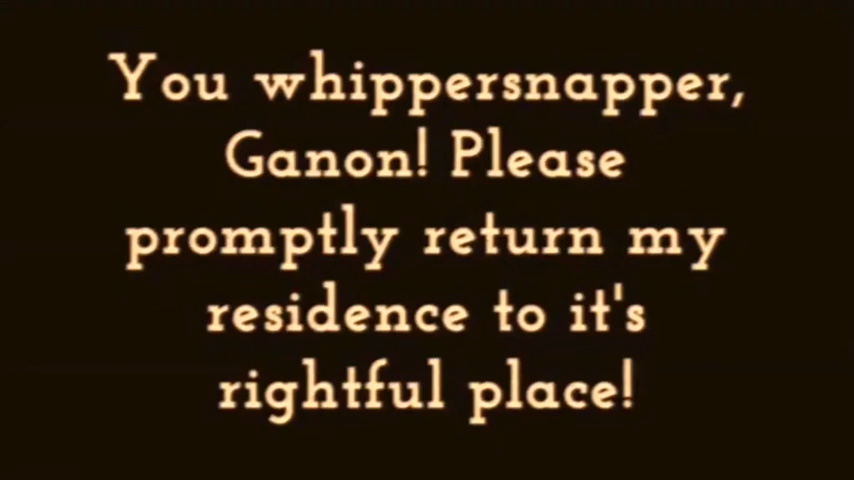 You whippersnapper,
Ganon! Please
promptly return my
residence to it's
rightful place!